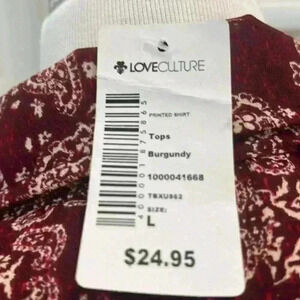 LOVECULTURE
PRINTED SHIRT
Tops
Burgundy
1000041668
TBXU962
SIZE:
L
$24.95